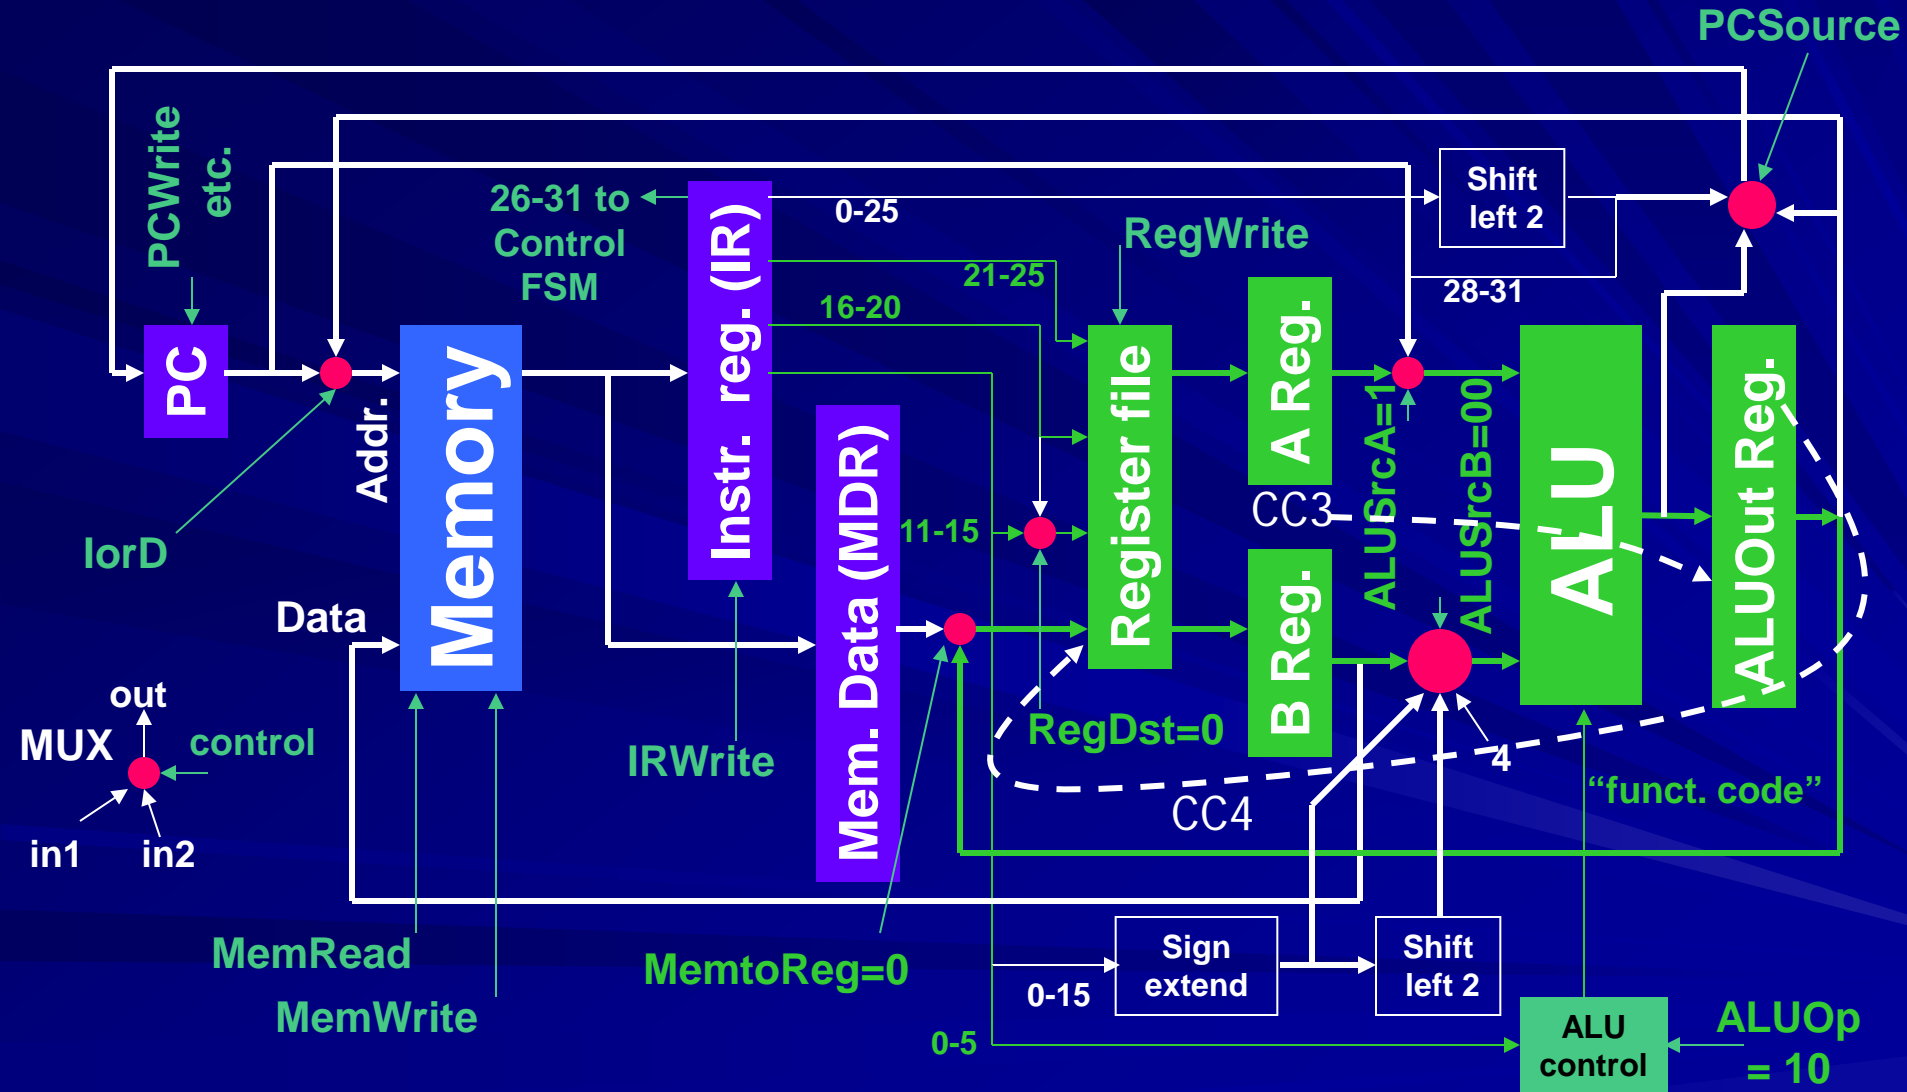 PCSource
PCWrite
etc.
26-31 to
Control
FSM
0-25
Shift
left 2
RegWrite
21-25
16-20
28-31
PC
Addr.
Memory
Instr. reg. (IR)
Mem. Data (MDR)
11-15
Register file
A Reg.
B Reg.
CC3
ALUSrcA=1
ALUSrcB=00
ALU
ALUOut Reg.
IorD
Data
out
MUX
control
in1
in2
IRWrite
RegDst=0
4
CC4
“funct. code”
MemRead
MemWrite
MemtoReg=0
0-15
Sign
extend
Shift
left 2
0-5
ALU
control
ALUOp
= 10